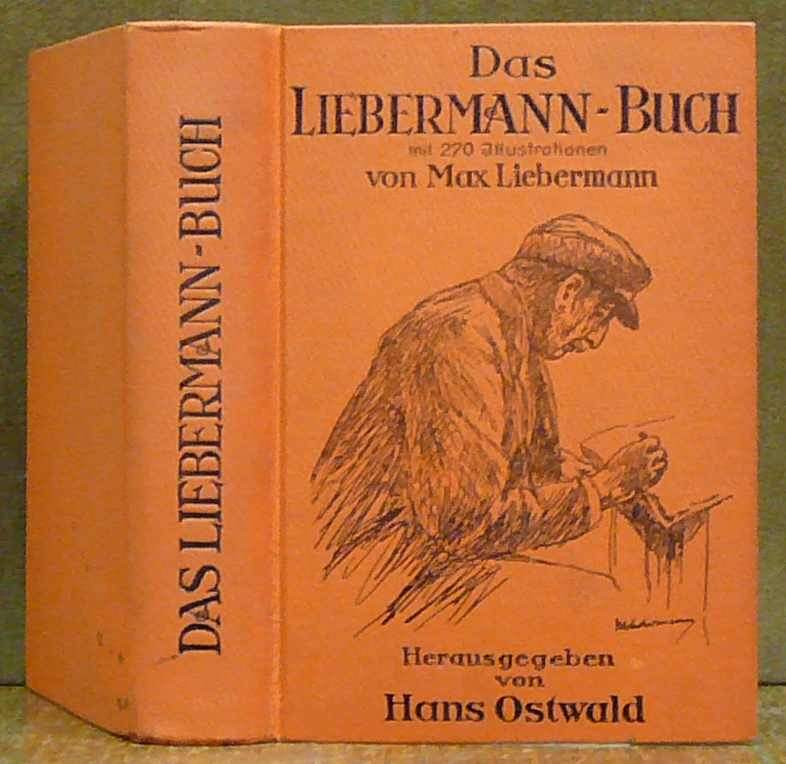 Das
LIEBERMANN-BUCH
mit 270 Illustrationen
von Max Liebermann
Herausgegeben
von
Hans Ostwald
DAS LIEBERMANN-BUCH